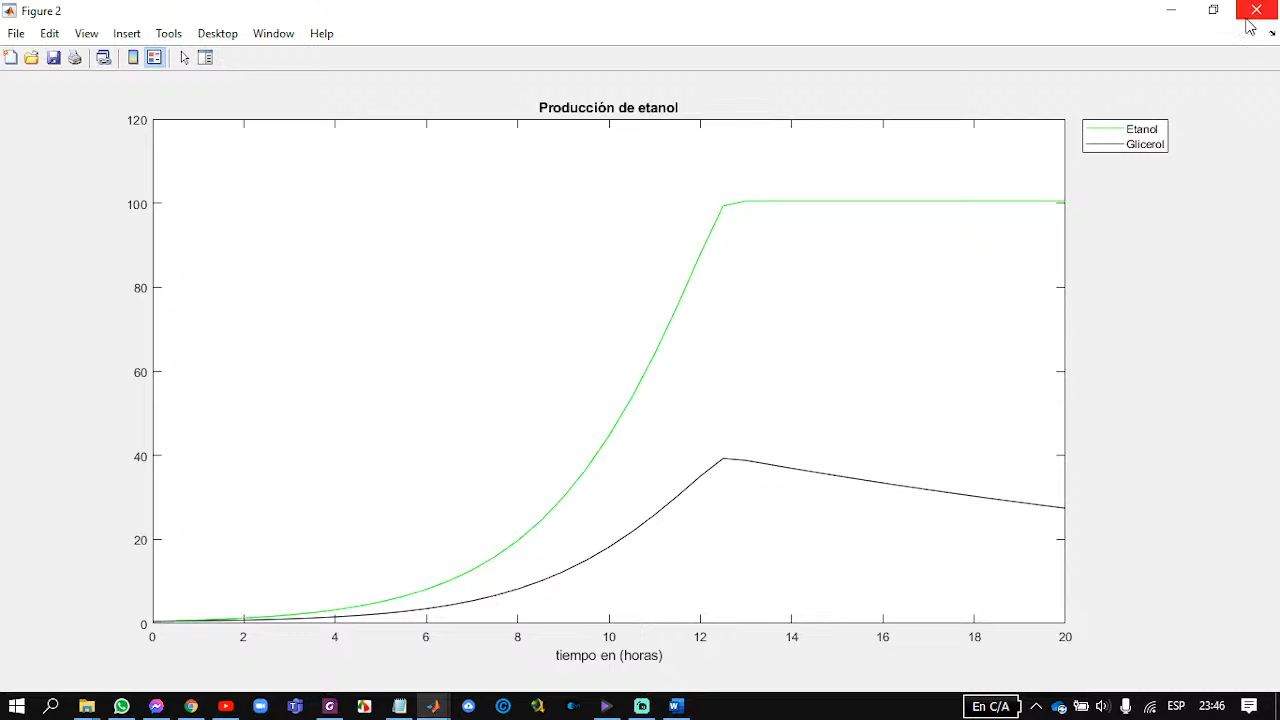 Figure 2
File Edit View Insert Tools Desktop Window Help
Producción de etanol
120
100
80
60
40
20
0
0 2 4 6 8 10 12 14 16 18 20
tiempo en (horas)
Etanol
Glicerol
En C/A ESP 23:46